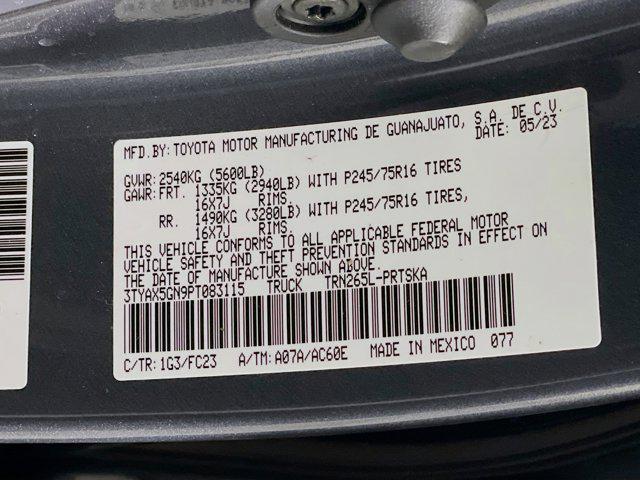 MFD.BY: TOYOTA MOTOR MANUFACTURING DE GUANAJUATO, S.A. DE C.V.
DATE: 05/23
GVWR: 2540KG (5600LB)
GAWR: FRT. 1335KG (2940LB) WITH P245/75R16 TIRES
16X7J RIMS,
RR. 1490KG (3280LB) WITH P245/75R16 TIRES,
16X7J RIMS,
THIS VEHICLE CONFORMS TO ALL APPLICABLE FEDERAL MOTOR
VEHICLE SAFETY AND THEFT PREVENTION STANDARDS IN EFFECT ON
THE DATE OF MANUFACTURE SHOWN ABOVE.
3TYAX5GN9PT083115 TRUCK TRN265L-PRTSKA
C/TR: 1G3/FC23 A/TM: A07A/AC60E MADE IN MEXICO 077